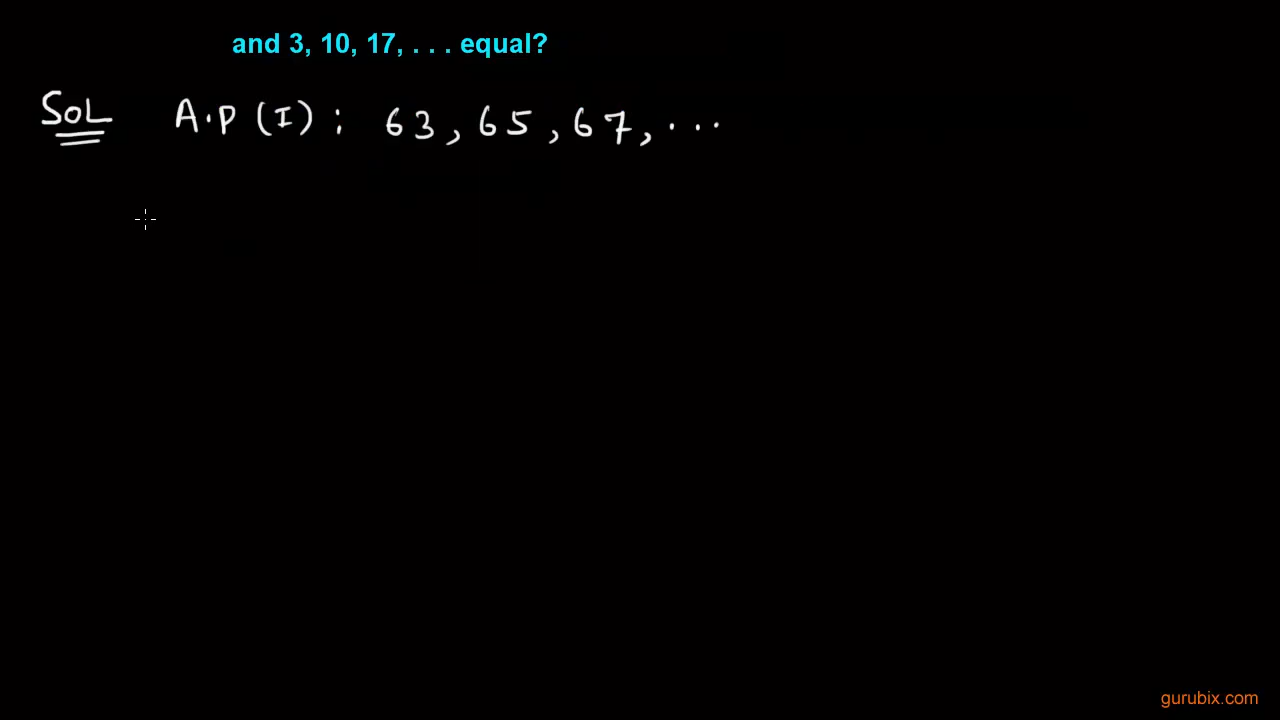 and 3, 10, 17, . . . equal?
SOL A.P (I) : 63, 65, 67, ...
gurubix.com